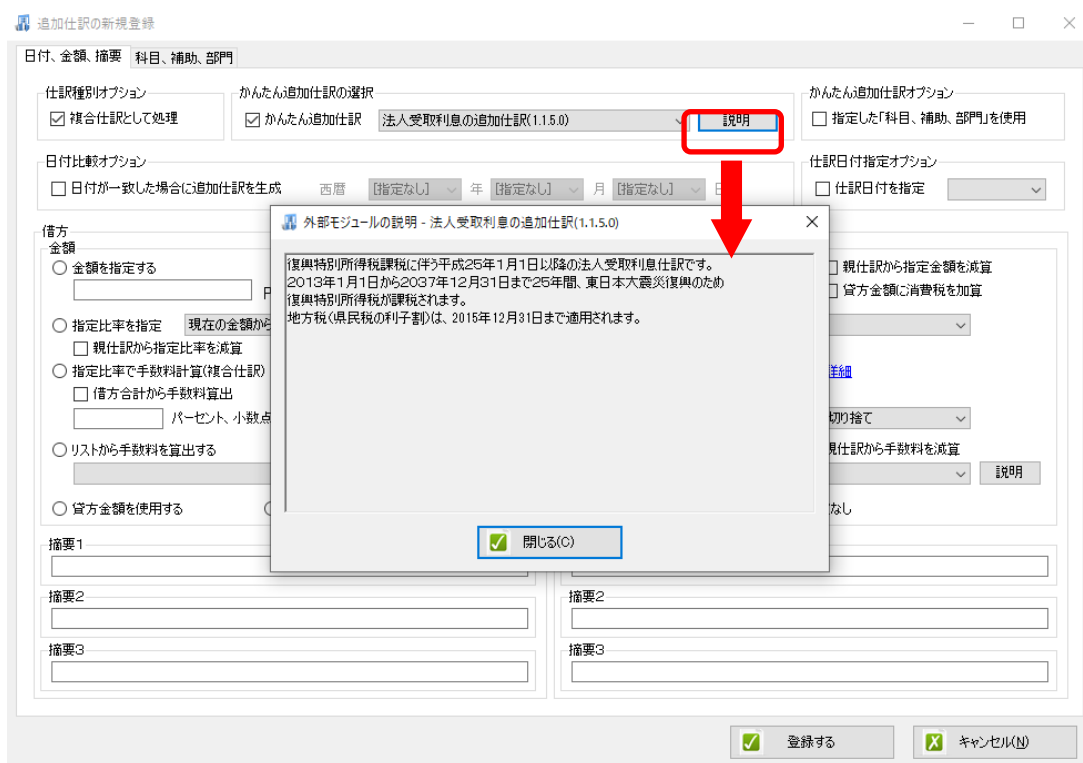 追加仕訳の新規登録
日付、金額、摘要 科目、補助、部門
仕訳種別オプション
複合仕訳として処理
かんたん追加仕訳の選択
かんたん追加仕訳 法人受取利息の追加仕訳(1.1.5.0) 説明
かんたん追加仕訳オプション
指定した「科目、補助、部門」を使用
日付比較オプション
日付が一致した場合に追加仕訳を生成 西暦 [指定なし] 年 [指定なし] 月 [指定なし]
仕訳日付指定オプション
仕訳日付を指定
外部モジュールの説明 - 法人受取利息の追加仕訳(1.1.5.0)
復興特別所得税課税に伴う平成25年1月1日以降の法人受取利息仕訳です。
2013年1月1日から2037年12月31日まで25年間、東日本大震災復興のため
復興特別所得税が課税されます。
地方税(県民税の利子割)は、2015年12月31日まで適用されます。
閉じる(C)
借方
金額
金額を指定する
親仕訳から指定金額を減算
貸方金額に消費税を加算
指定比率を指定 現在の金額から
親仕訳から指定比率を減算
指定比率で手数料計算(複合仕訳)
詳細
借方合計から手数料算出
パーセント、小数点
切り捨て
リストから手数料を算出する
親仕訳から手数料を減算
説明
貸方金額を使用する
なし
摘要1
摘要2
摘要2
摘要3
摘要3
登録する
キャンセル(N)